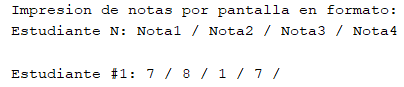 Impresion de notas por pantalla en formato:
Estudiante N: Nota1 / Nota2 / Nota3 / Nota4
Estudiante #1: 7 / 8 / 1 / 7 /